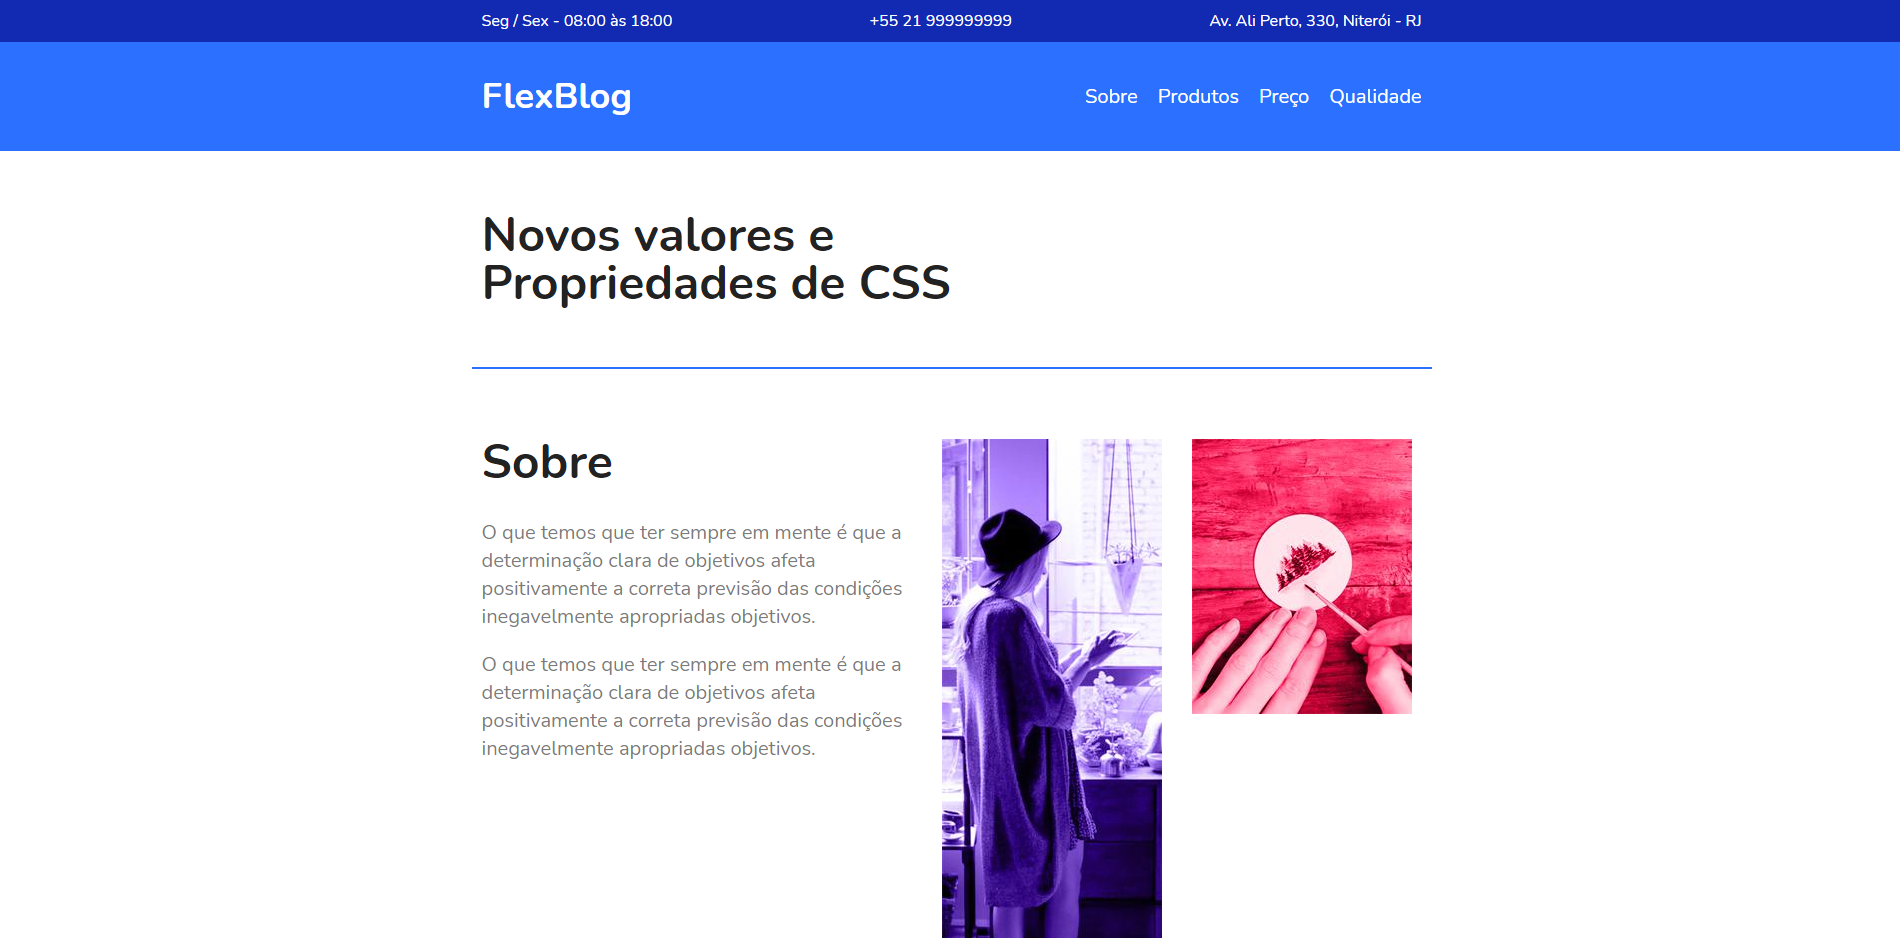 Seg / Sex - 08:00 às 18:00
+55 21 999999999
Av. Ali Perto, 330, Niterói - RJ
FlexBlog
Sobre Produtos Preço Qualidade
Novos valores e
Propriedades de CSS
Sobre
O que temos que ter sempre em mente é que a
determinação clara de objetivos afeta
positivamente a correta previsão das condições
inegavelmente apropriadas objetivos.
O que temos que ter sempre em mente é que a
determinação clara de objetivos afeta
positivamente a correta previsão das condições
inegavelmente apropriadas objetivos.